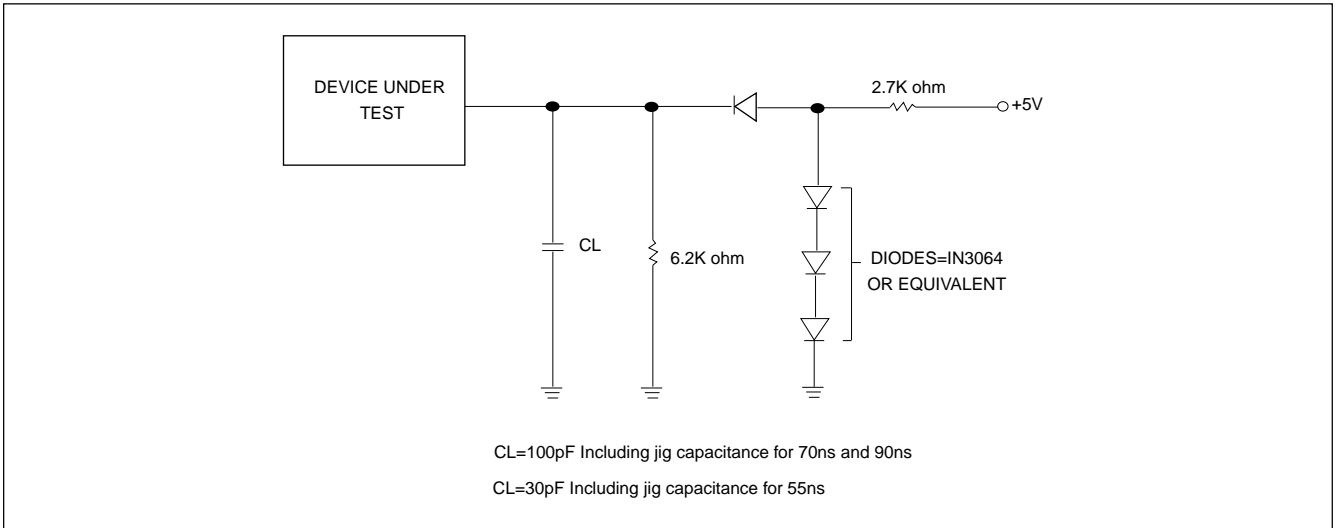 DEVICE UNDER
TEST
2.7K ohm
+5V
CL
6.2K ohm
DIODES=IN3064
OR EQUIVALENT
CL=100pF Including jig capacitance for 70ns and 90ns
CL=30pF Including jig capacitance for 55ns